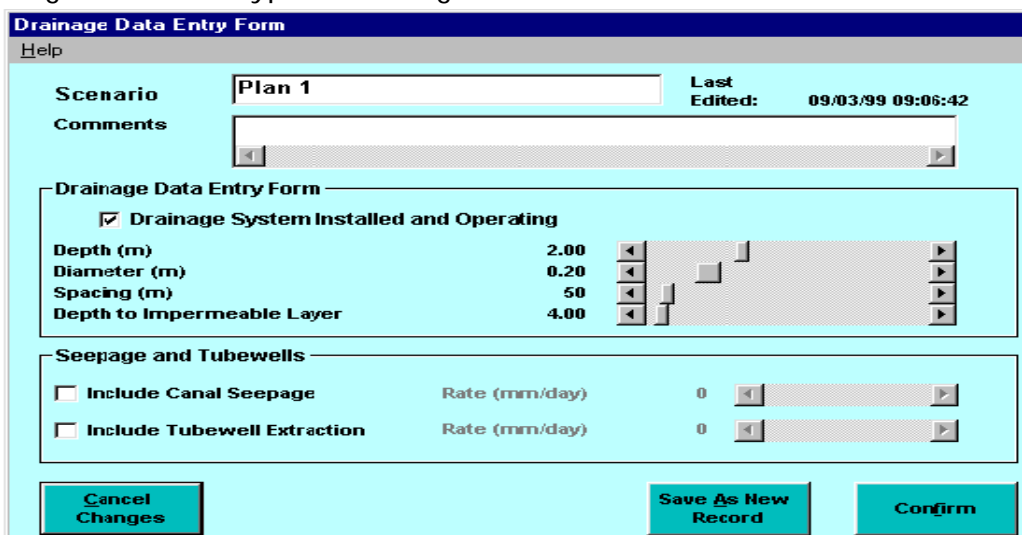 Drainage Data Entry Form
Help
Scenario Plan 1 Last Edited: 09/03/99 09:06:42
Comments
Drainage Data Entry Form
Drainage System Installed and Operating
Depth (m) 2.00
Diameter (m) 0.20
Spacing (m) 50
Depth to Impermeable Layer 4.00
Seepage and Tubewells
Include Canal Seepage Rate (mm/day) 0
Include Tubewell Extraction Rate (mm/day) 0
Cancel Changes Save As New Record Confirm